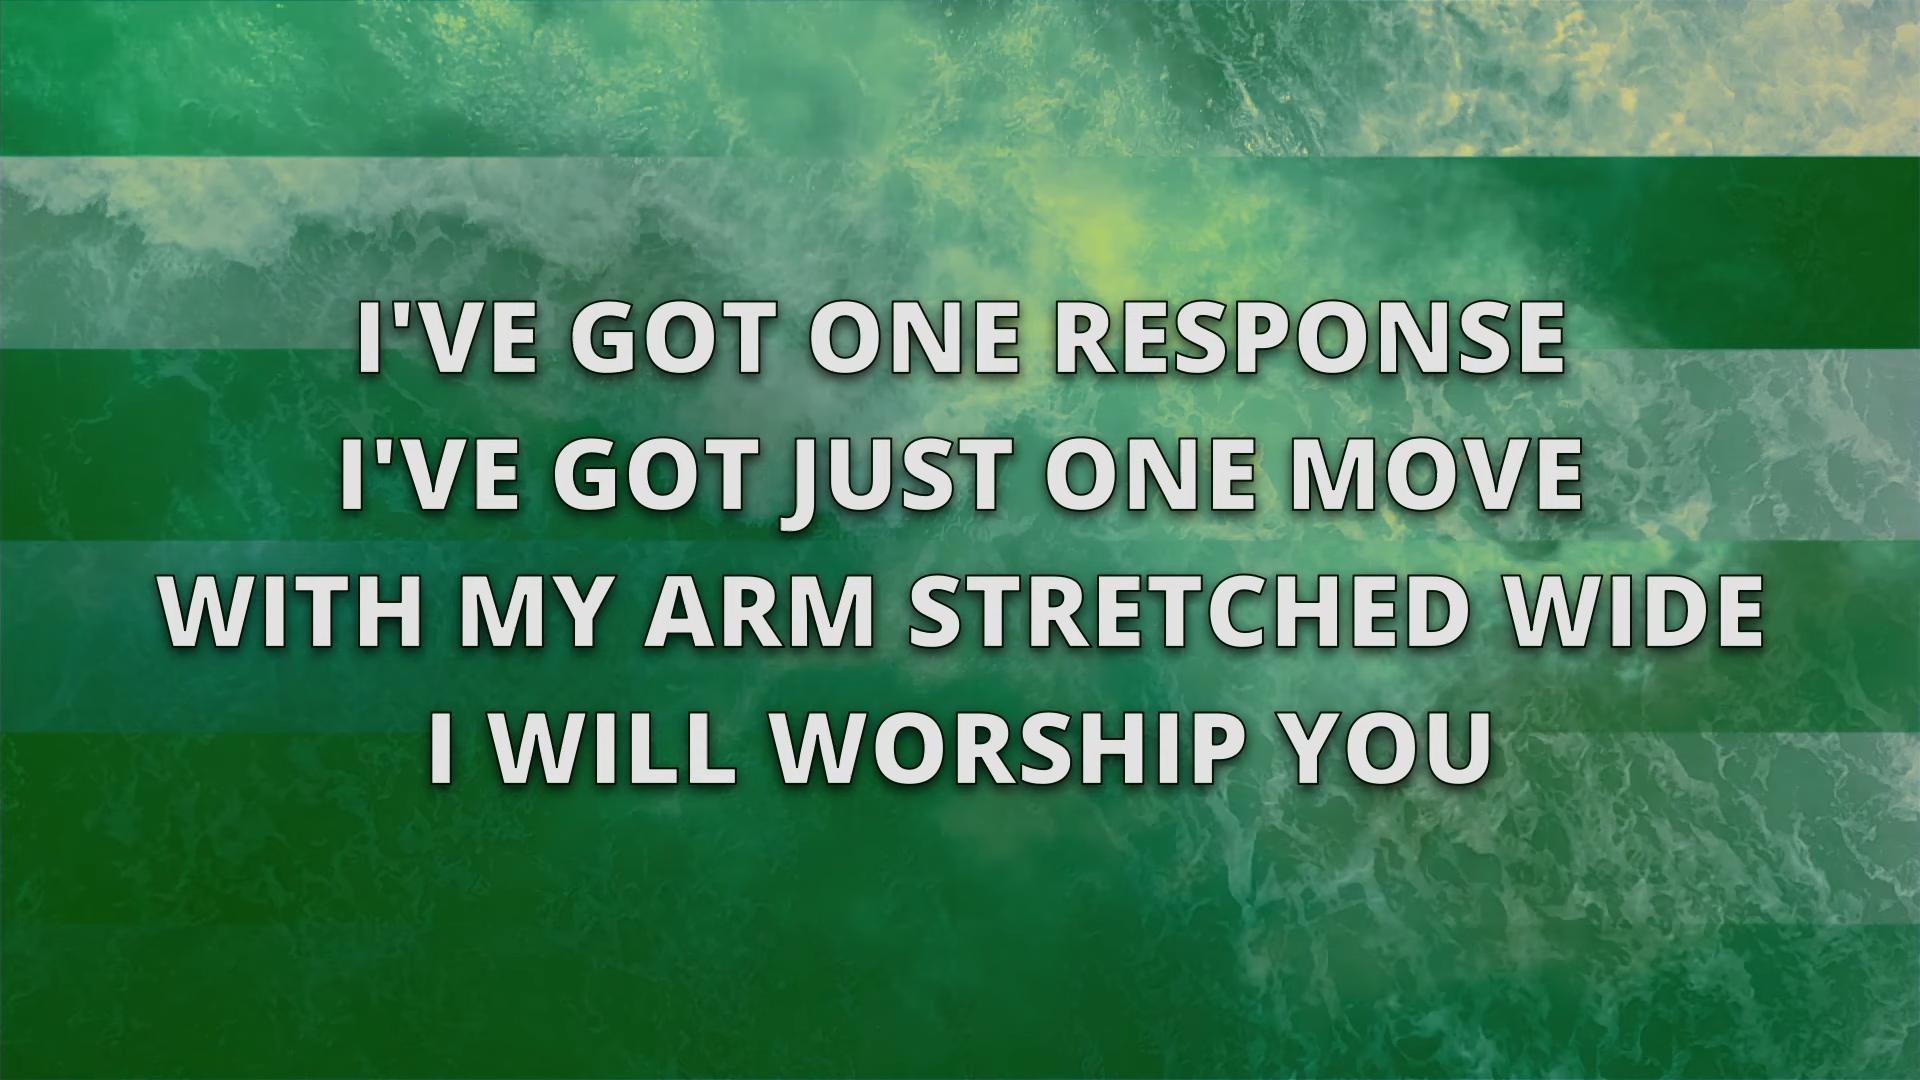 I'VE GOT ONE RESPONSE
I'VE GOT JUST ONE MOVE
WITH MY ARM STRETCHED WIDE
I WILL WORSHIP YOU